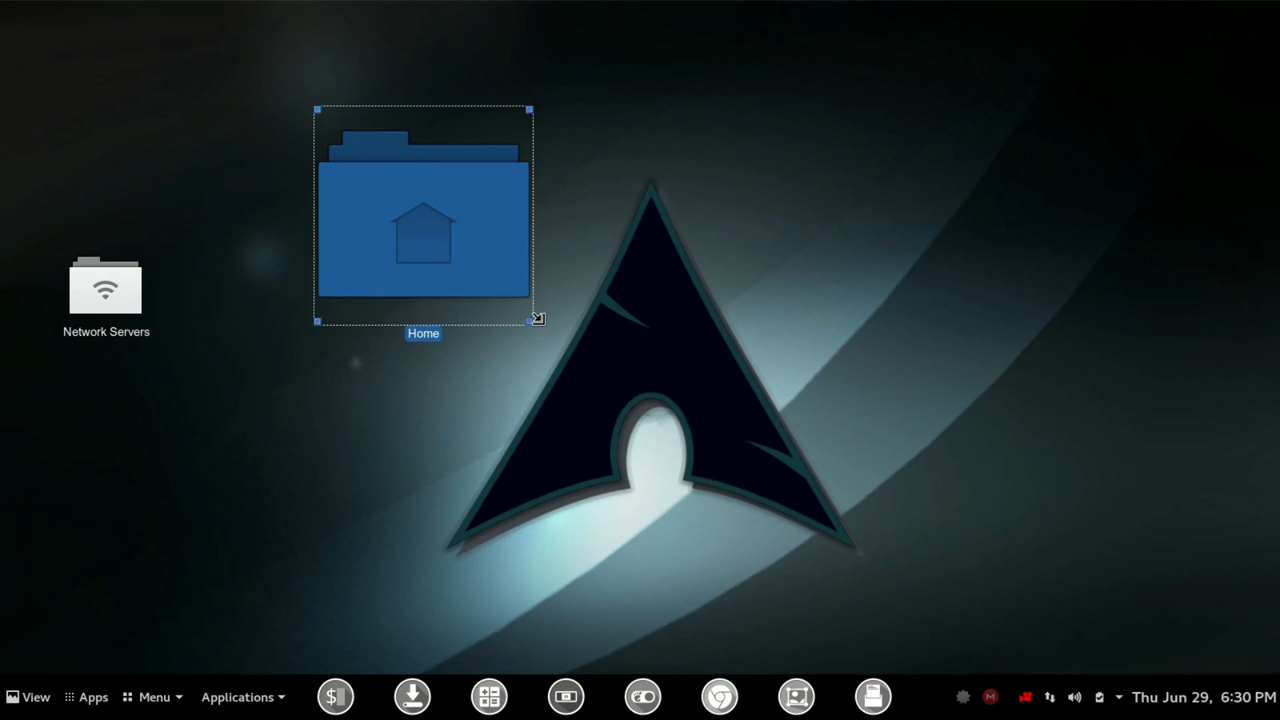 Home
Network Servers
View
Apps
Menu
Applications
$
M
Thu Jun 29, 6:30 PM